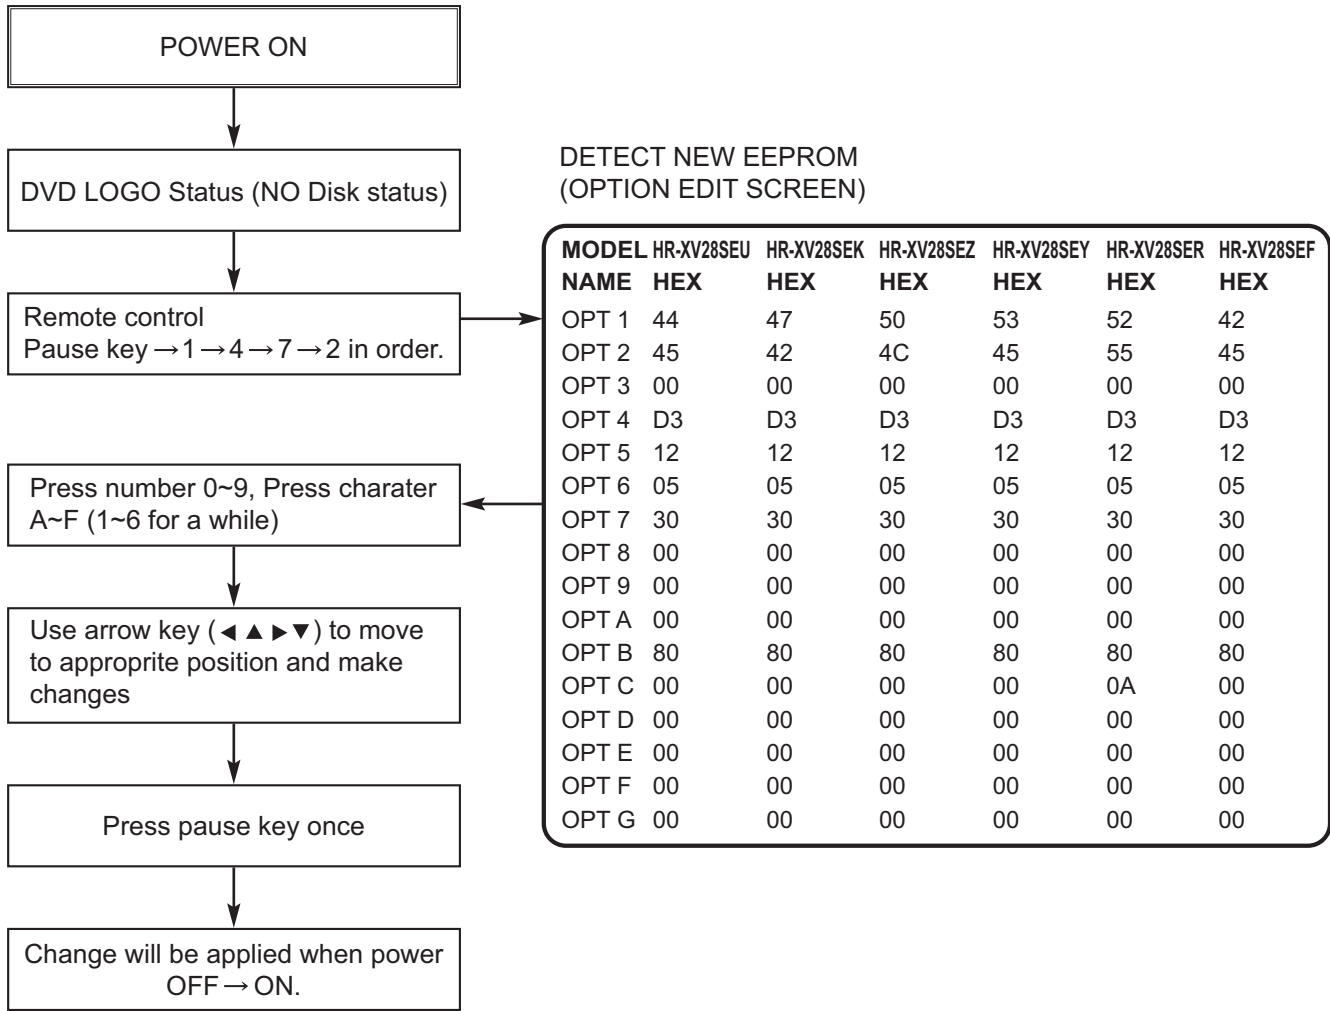 POWER ON
DVD LOGO Status (NO Disk status)
Remote control
Pause key →1→4→7→2 in order.
DETECT NEW EEPROM
(OPTION EDIT SCREEN)
MODEL HR-XV28SEU HR-XV28SEK HR-XV28SEZ HR-XV28SEY HR-XV28SER HR-XV28SEF
NAME HEX HEX HEX HEX HEX HEX
OPT 1 44 47 50 53 52 42
OPT 2 45 42 4C 45 55 45
OPT 3 00 00 00 00 00 00
OPT 4 D3 D3 D3 D3 D3 D3
OPT 5 12 12 12 12 12 12
OPT 6 05 05 05 05 05 05
OPT 7 30 30 30 30 30 30
OPT 8 00 00 00 00 00 00
OPT 9 00 00 00 00 00 00
OPT A 00 00 00 00 00 00
OPT B 80 80 80 80 80 80
OPT C 00 00 00 00 0A 00
OPT D 00 00 00 00 00 00
OPT E 00 00 00 00 00 00
OPT F 00 00 00 00 00 00
OPT G 00 00 00 00 00 00
Press number 0~9, Press charater
A~F (1~6 for a while)
Use arrow key (◀ ▲ ▶ ▼) to move
to approprite position and make
changes
Press pause key once
Change will be applied when power
OFF→ON.